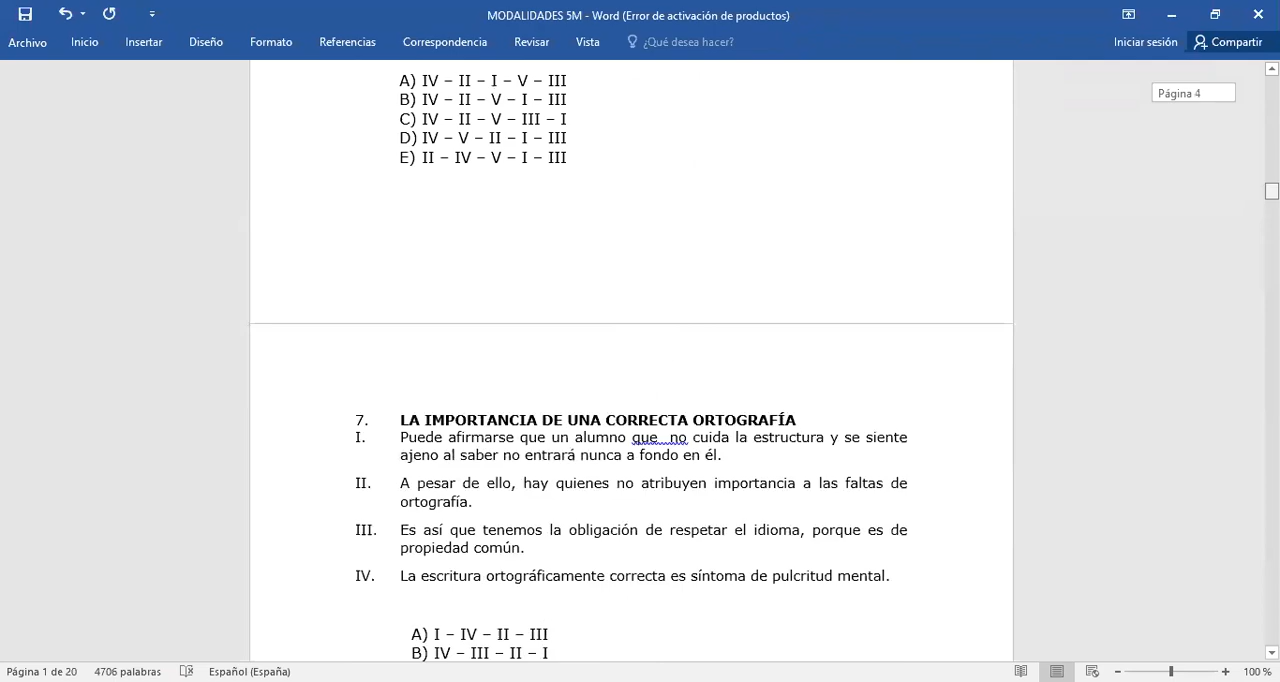 MODALIDADES 5M - Word (Error de activación de productos)
Archivo Inicio Insertar Diseño Formato Referencias Correspondencia Revisar Vista ¿Qué desea hacer? Iniciar sesión Compartir
Página 4
A) IV – II – I – V – III
B) IV – II – V – I – III
C) IV – II – V – III – I
D) IV – V – II – I – III
E) II – IV – V – I – III
7. LA IMPORTANCIA DE UNA CORRECTA ORTOGRAFÍA
I. Puede afirmarse que un alumno que no cuida la estructura y se siente
ajeno al saber no entrará nunca a fondo en él.
II. A pesar de ello, hay quienes no atribuyen importancia a las faltas de
ortografía.
III. Es así que tenemos la obligación de respetar el idioma, porque es de
propiedad común.
IV. La escritura ortográficamente correcta es síntoma de pulcritud mental.
A) I – IV – II – III
B) IV – III – II – I
Página 1 de 20 4706 palabras Español (España) 100 %